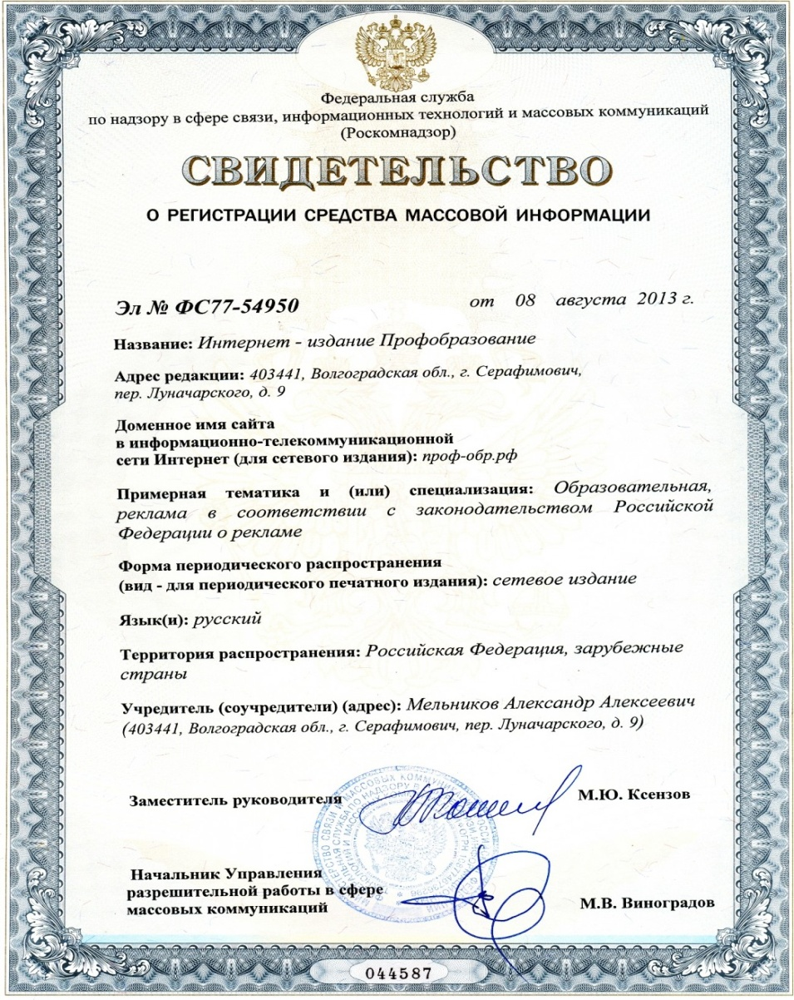 Федеральная служба
по надзору в сфере связи, информационных технологий и массовых коммуникаций
(Роскомнадзор)
СВИДЕТЕЛЬСТВО
О РЕГИСТРАЦИИ СРЕДСТВА МАССОВОЙ ИНФОРМАЦИИ
Эл № ФС77-54950 от 08 августа 2013 г.
Название: Интернет - издание Профобразование
Адрес редакции: 403441, Волгоградская обл., г. Серафимович,
пер. Луначарского, д. 9
Доменное имя сайта
в информационно-телекоммуникационной
сети Интернет (для сетевого издания): проф-обр.рф
Примерная тематика и (или) специализация: Образовательная,
реклама в соответствии с законодательством Российской
Федерации о рекламе
Форма периодического распространения
(вид - для периодического печатного издания): сетевое издание
Язык(и): русский
Территория распространения: Российская Федерация, зарубежные
страны
Учредитель (соучредители) (адрес): Мельников Александр Алексеевич
(403441, Волгоградская обл., г. Серафимович, пер. Луначарского, д. 9)
Заместитель руководителя М.Ю. Ксензов
Начальник Управления
разрешительной работы в сфере
массовых коммуникаций М.В. Виноградов
044587